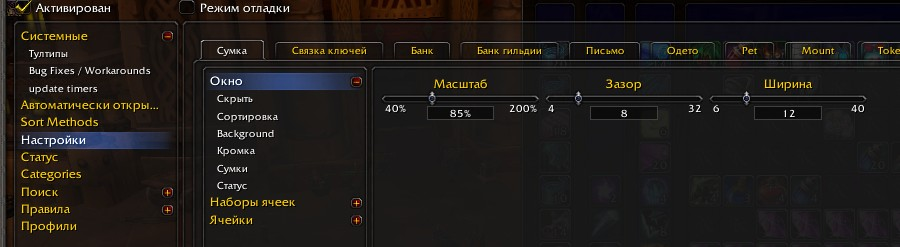 Активирован
Режим отладки
Системные
Тултипы
Bug Fixes / Workarounds
update timers
Автоматически откры...
Sort Methods
Настройки
Статус
Categories
Поиск
Правила
Профили
Сумка
Связка ключей
Банк
Банк гильдии
Письмо
Одето
Pet
Mount
Toke
Окно
Скрыть
Сортировка
Background
Кромка
Сумки
Статус
Наборы ячеек
Ячейки
Масштаб
40% 85% 200%
Зазор
4 8 32
Ширина
6 12 40